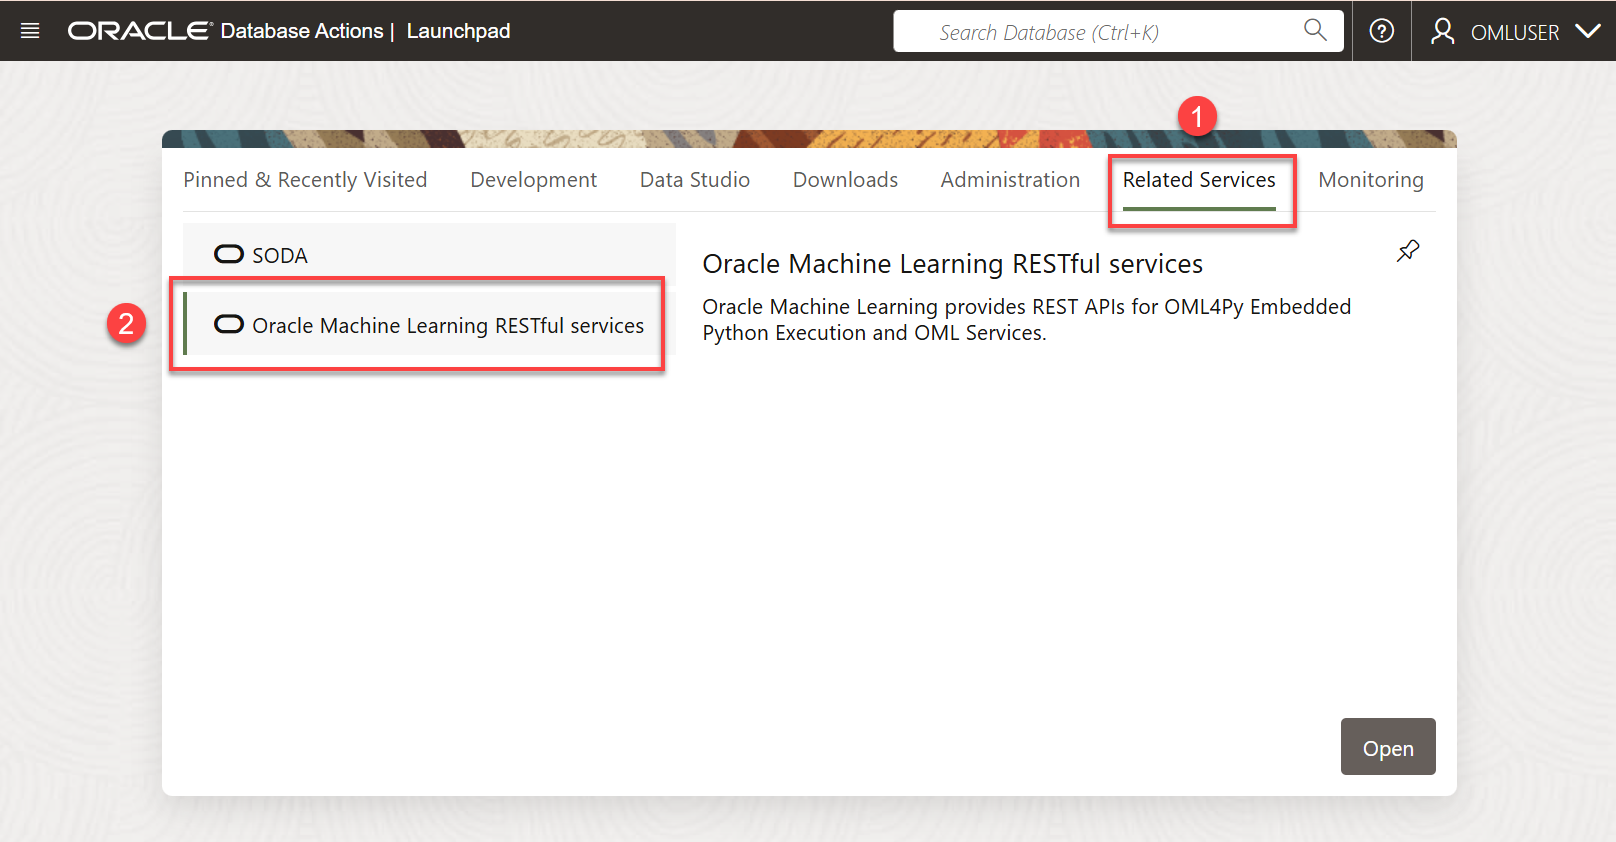 ORACLE Database Actions | Launchpad
Search Database (Ctrl+K)
OMLUSER
1
Pinned & Recently Visited
Development
Data Studio
Downloads
Administration
Related Services
Monitoring
SODA
2
Oracle Machine Learning RESTful services
Oracle Machine Learning RESTful services
Oracle Machine Learning provides REST APIs for OML4Py Embedded
Python Execution and OML Services.
Open